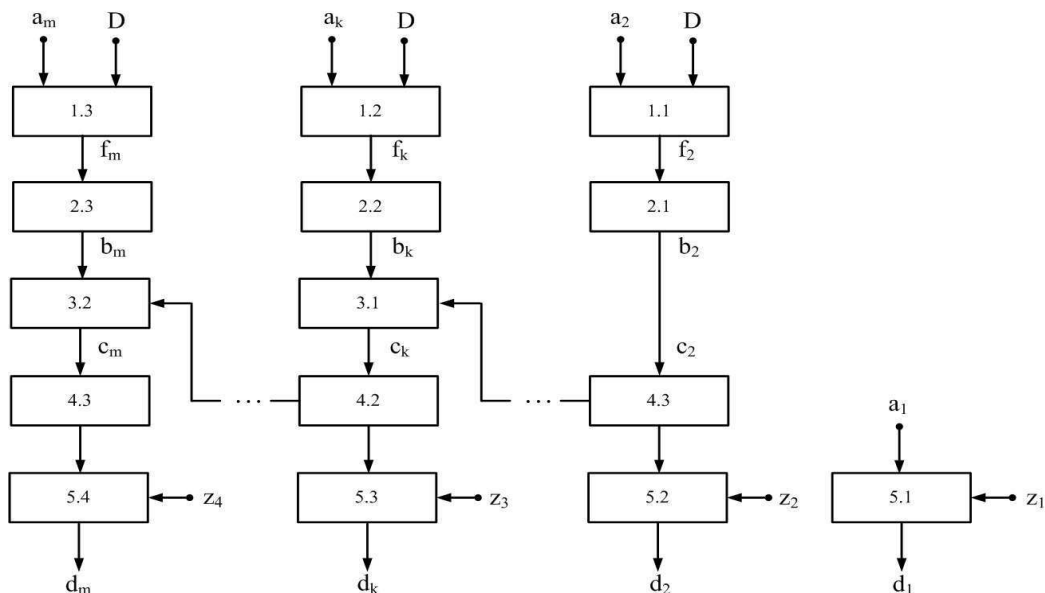 a_m D a_k D a_2 D
1.3 1.2 1.1
f_m f_k f_2
2.3 2.2 2.1
b_m b_k b_2
3.2 3.1
c_m c_k c_2
4.3 ... 4.2 ... 4.3
a_1
5.4 z_4 5.3 z_3 5.2 z_2 5.1 z_1
d_m d_k d_2 d_1